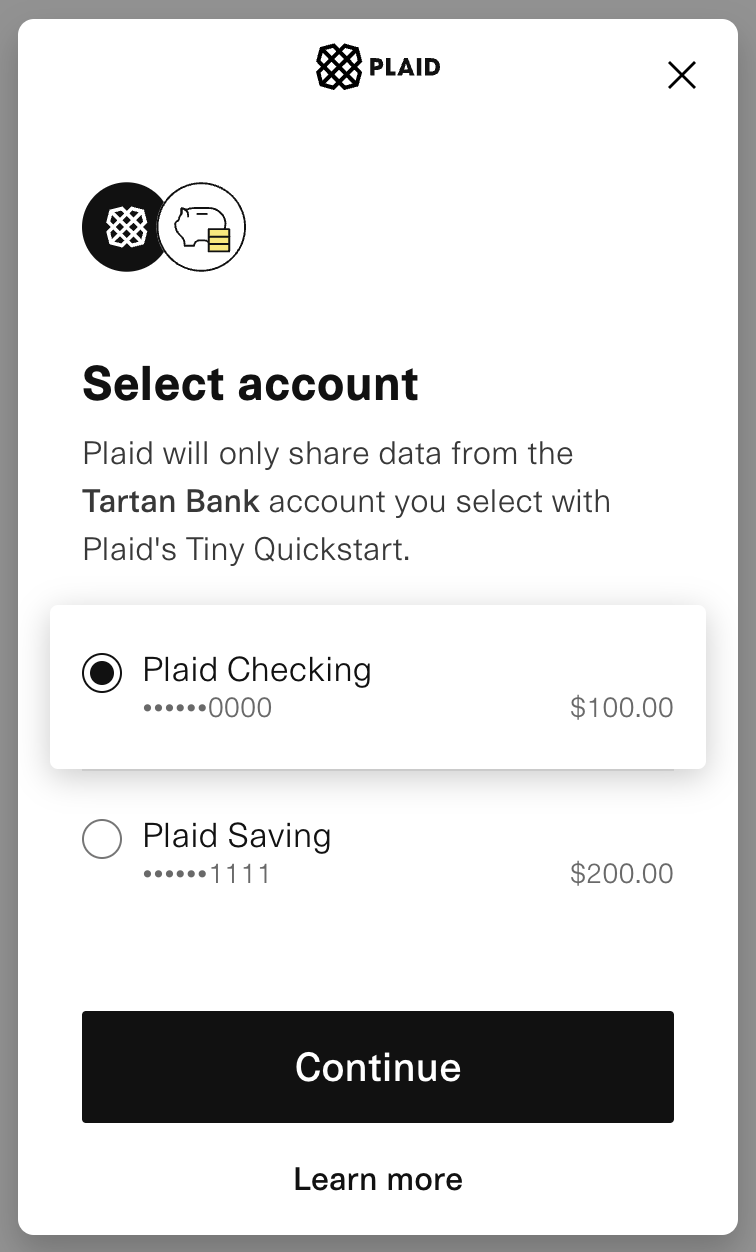 PLAID
Select account
Plaid will only share data from the
Tartan Bank account you select with
Plaid's Tiny Quickstart.
Plaid Checking
••••••0000 $100.00
Plaid Saving
••••••1111 $200.00
Continue
Learn more